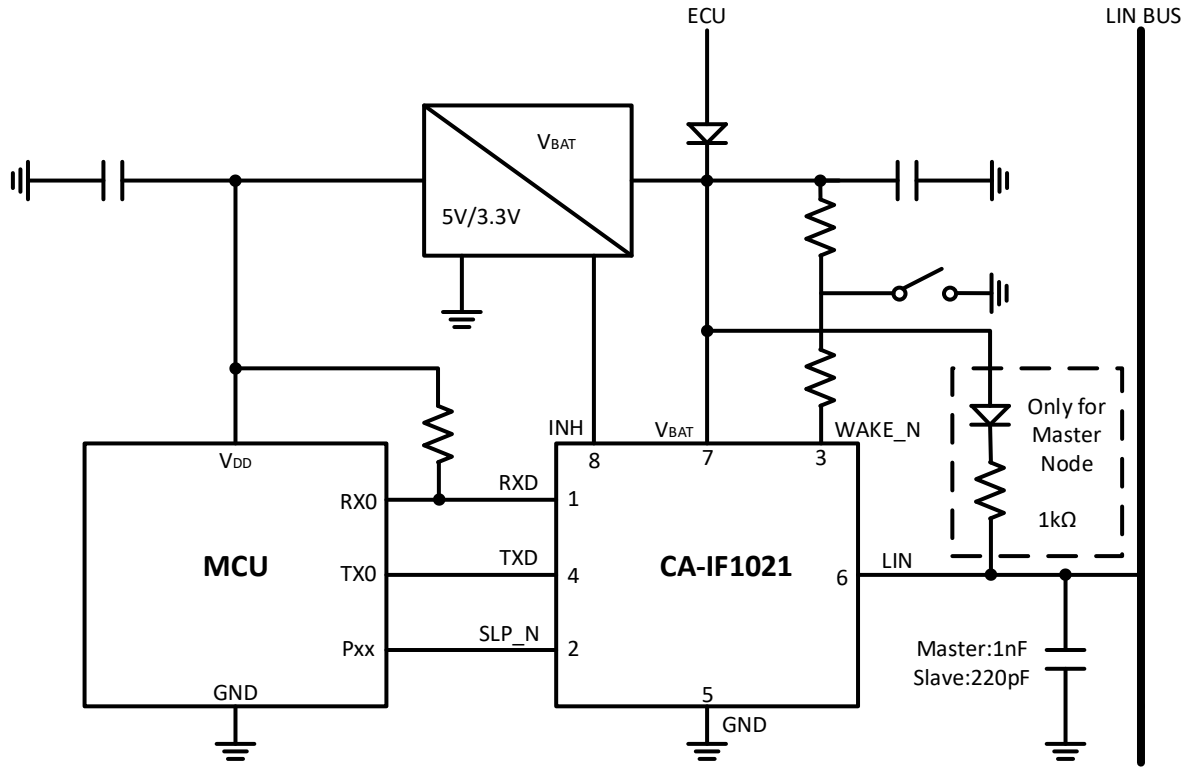 ECU
LIN BUS
VBAT
5V/3.3V
INH
VBAT
WAKE_N
8
7
3
Only for
Master
Node
1kΩ
VDD
RX0
RXD
1
MCU
TX0
TXD
4
CA-IF1021
6
LIN
Pxx
SLP_N
2
Master:1nF
Slave:220pF
GND
5
GND